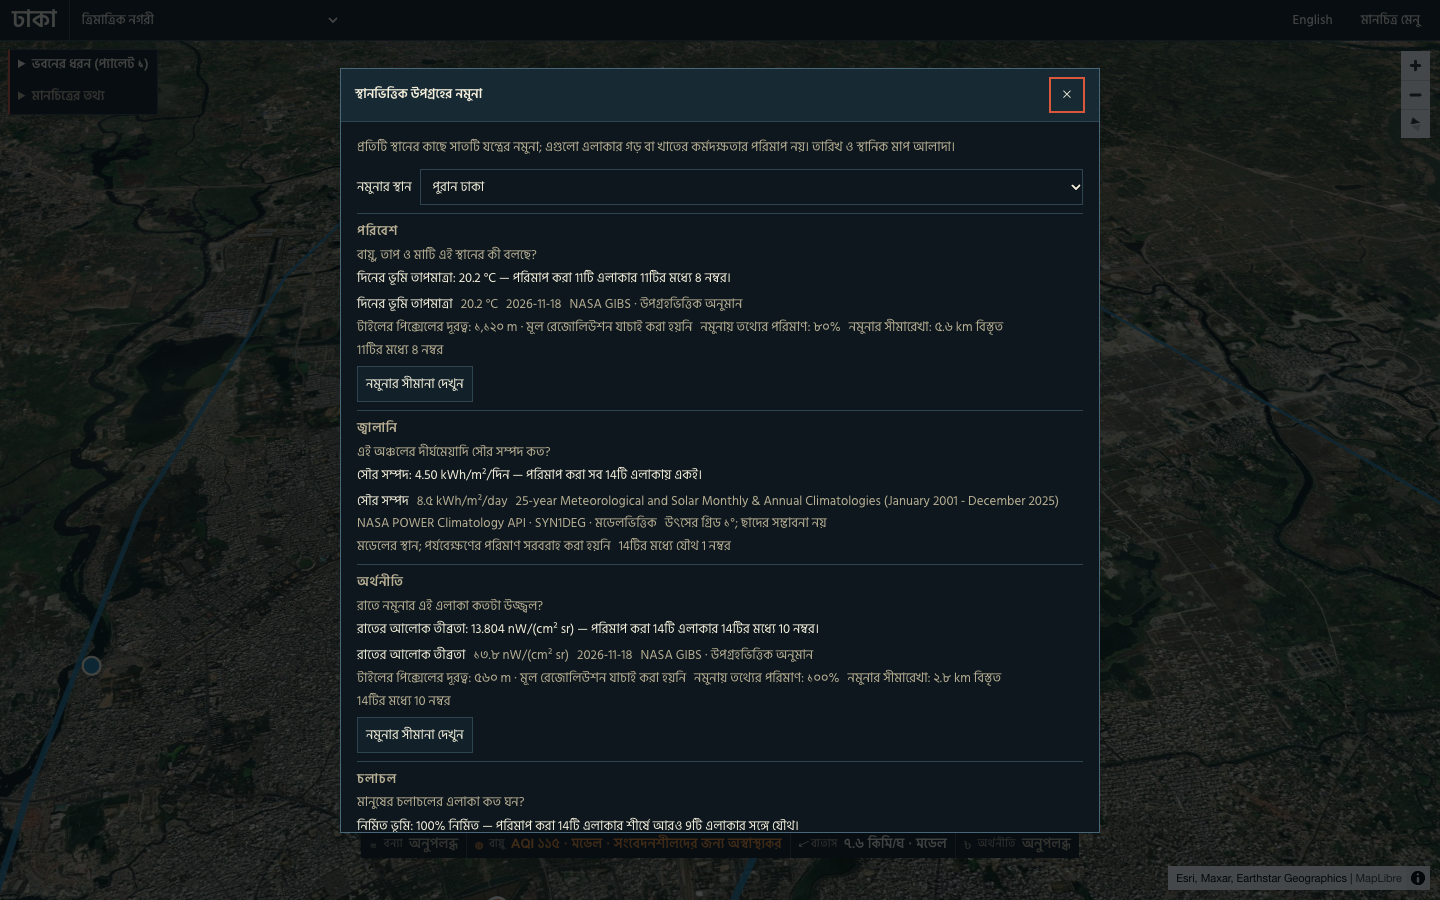 ঢাকা ত্রিমাত্রিক নগরী English মানচিত্র মেনু
▶ ভবনের ধরন (প্যালেট ১)
▶ মানচিত্রের তথ্য
স্থানভিত্তিক উপগ্রহের নমুনা ×
প্রতিটি স্থানের কাছে সাতটি যন্ত্রের নমুনা; এগুলো এলাকার গড় বা খাতের কর্মদক্ষতার পরিমাপ নয়। তারিখ ও স্থানিক মাপ আলাদা।
নমুনার স্থান পুরান ঢাকা
পরিবেশ
বায়ু, তাপ ও মাটি এই স্থানের কী বলছে?
দিনের ভূমি তাপমাত্রা: 20.2 °C — পরিমাপ করা 11টি এলাকার 11টির মধ্যে 8 নম্বর।
দিনের ভূমি তাপমাত্রা 20.2 °C 2026-11-18 NASA GIBS · উপগ্রহভিত্তিক অনুমান
টাইলের পিক্সেলের দূরত্ব: ১,১২০ m · মূল রেজোলিউশন যাচাই করা হয়নি নমুনায় তথ্যের পরিমাণ: ৮০% নমুনার সীমারেখা: ৫.৬ km বিস্তৃত
11টির মধ্যে 8 নম্বর
নমুনার সীমানা দেখুন
জ্বালানি
এই অঞ্চলের দীর্ঘমেয়াদি সৌর সম্পদ কত?
সৌর সম্পদ: 4.50 kWh/m²/দিন — পরিমাপ করা সব 14টি এলাকায় একই।
সৌর সম্পদ ৪.৫ kWh/m²/day 25-year Meteorological and Solar Monthly & Annual Climatologies (January 2001 - December 2025)
NASA POWER Climatology API · SYN1DEG · মডেলভিত্তিক উৎসের গ্রিড ১°; ছাদের সম্ভাবনা নয়
মডেলের স্থান; পর্যবেক্ষণের পরিমাণ সরবরাহ করা হয়নি 14টির মধ্যে যৌথ 1 নম্বর
অর্থনীতি
রাতে নমুনার এই এলাকা কতটা উজ্জ্বল?
রাতের আলোক তীব্রতা: 13.804 nW/(cm² sr) — পরিমাপ করা 14টি এলাকার 14টির মধ্যে 10 নম্বর।
রাতের আলোক তীব্রতা ১৩.৮ nW/(cm² sr) 2026-11-18 NASA GIBS · উপগ্রহভিত্তিক অনুমান
টাইলের পিক্সেলের দূরত্ব: ৫৬০ m · মূল রেজোলিউশন যাচাই করা হয়নি নমুনায় তথ্যের পরিমাণ: ১০০% নমুনার সীমারেখা: ২.৮ km বিস্তৃত
14টির মধ্যে 10 নম্বর
নমুনার সীমানা দেখুন
চলাচল
মানুষের চলাচলের এলাকা কত ঘন?
নির্মিত ভূমি: 100% নির্মিত — পরিমাপ করা 14টি এলাকার শীর্ষে আরও 9টি এলাকার সঙ্গে যৌথ।
বন্যা অনুপলব্ধ বায়ু AQI ১১৫ · মডেল · সংবেদনশীলদের জন্য অস্বাস্থ্যকর বাতাস ৭.৬ কিমি/ঘ · মডেল ৳ অর্থনীতি অনুপলব্ধ
Esri, Maxar, Earthstar Geographics | MapLibre